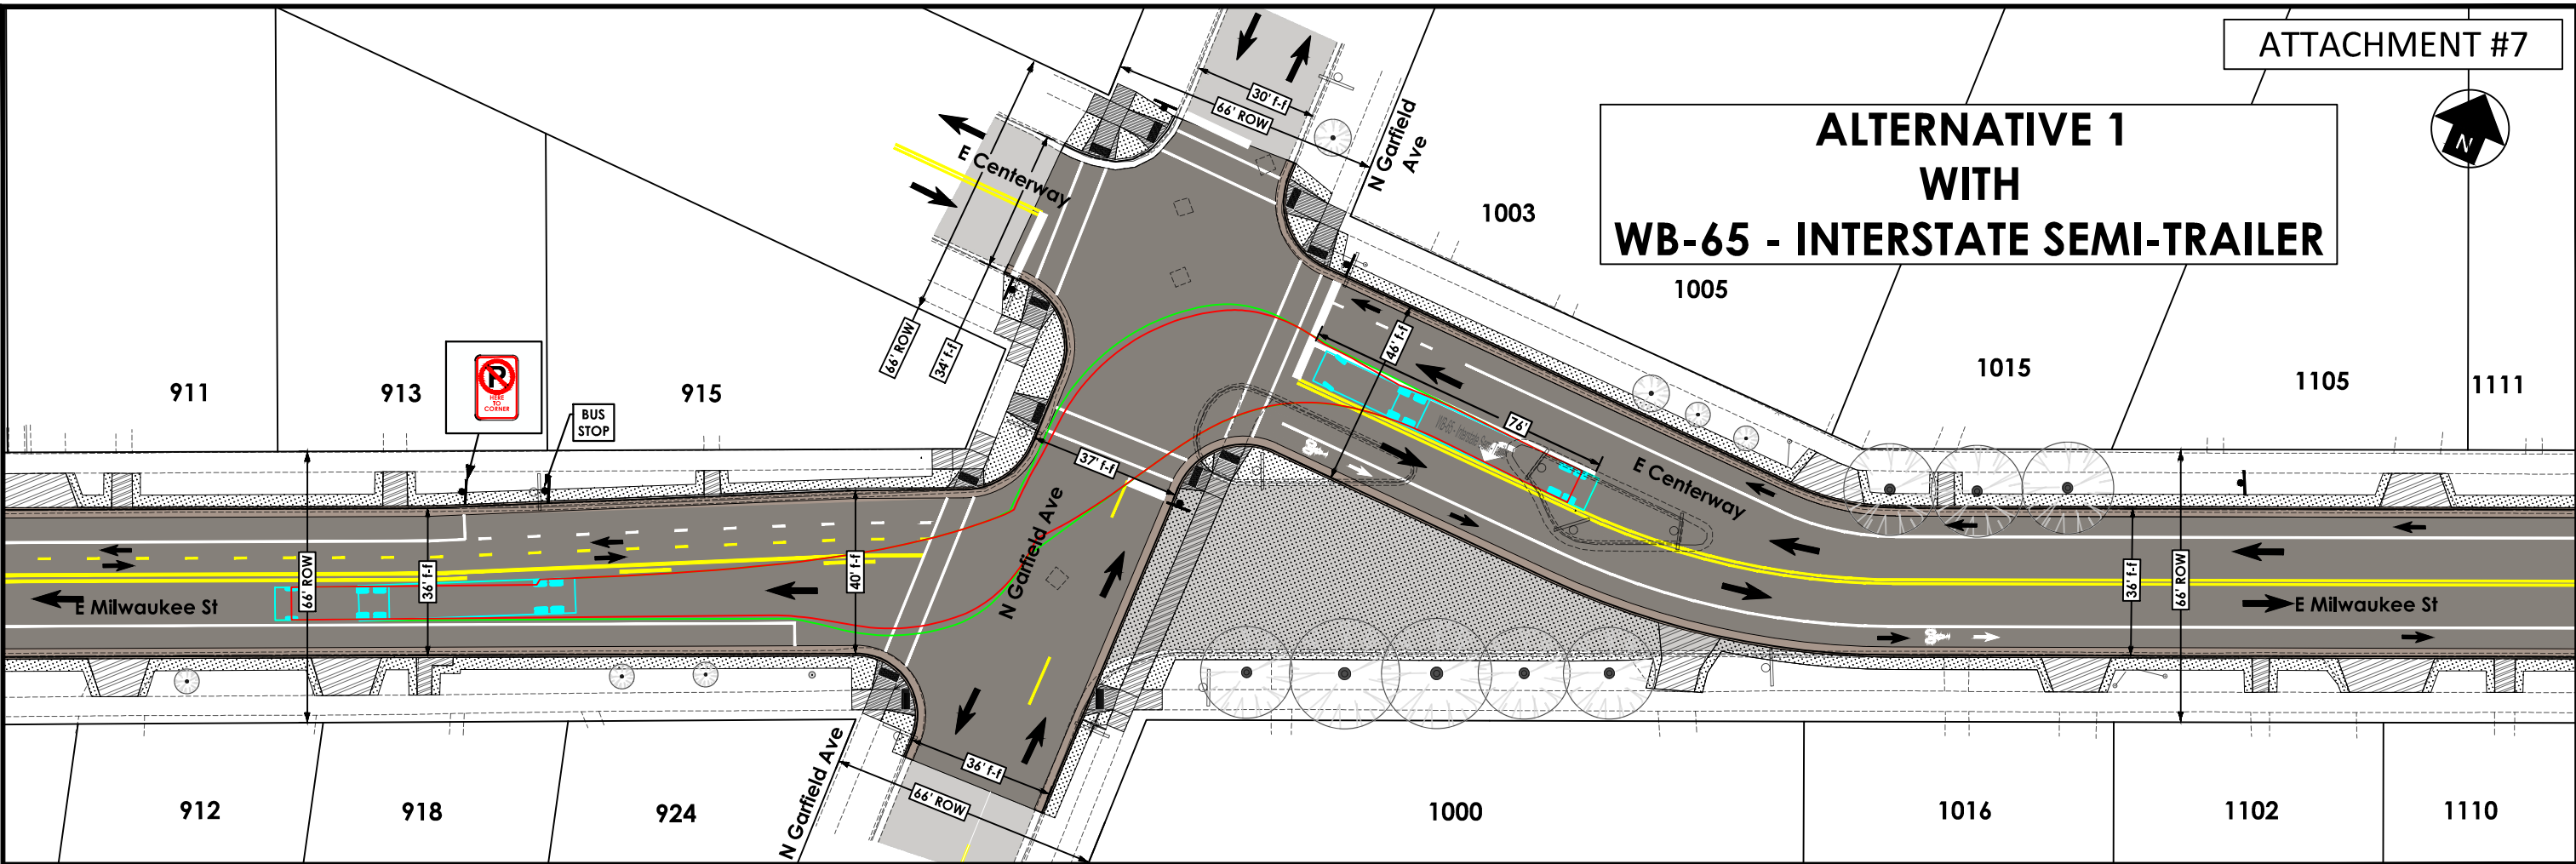 ATTACHMENT #7
ALTERNATIVE 1
WITH
WB-65 - INTERSTATE SEMI-TRAILER
N
30' f-f
66' ROW
N Garfield
Ave
E Centerway
66' ROW
34' f-f
1003
1005
1015
1105
1111
46' f-f
76'
E Centerway
911
913
915
P
HERE
TO
CORNER
BUS
STOP
37' f-f
N Garfield Ave
66' ROW
36' f-f
40' f-f
E Milwaukee St
36' f-f
66' ROW
E Milwaukee St
36' f-f
66' ROW
N Garfield Ave
912
918
924
1000
1016
1102
1110